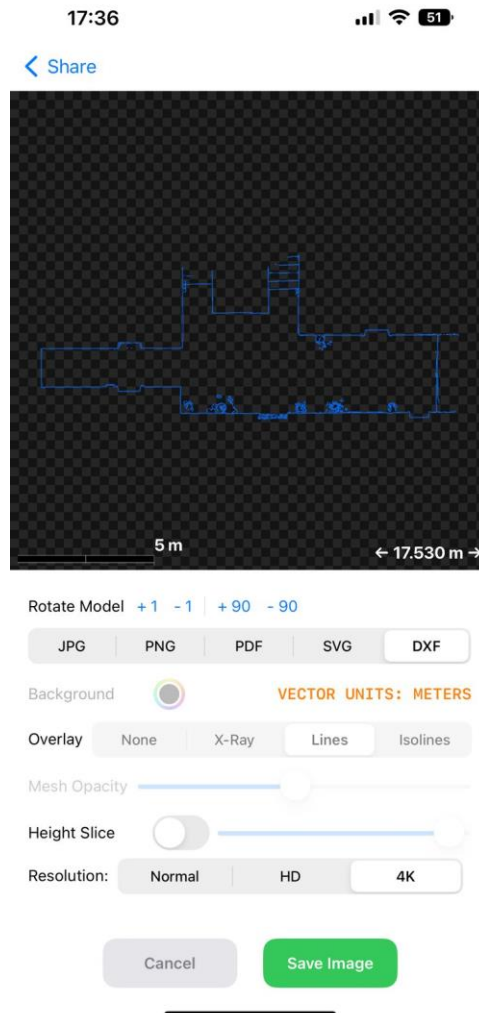 17:36
51
Share
5 m
← 17.530 m →
Rotate Model +1 -1 +90 -90
JPG PNG PDF SVG DXF
Background VECTOR UNITS: METERS
Overlay None X-Ray Lines Isolines
Mesh Opacity
Height Slice
Resolution: Normal HD 4K
Cancel Save Image